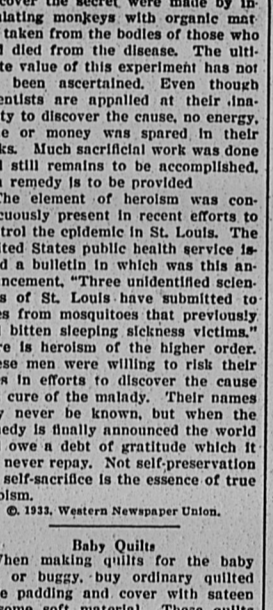 cover the secret were made by in-
ulating monkeys with organic mat-
taken from the bodies of those who
died from the disease. The ulti-
te value of this experiment has not
been ascertained. Even though
entists are appalled at their ina-
ty to discover the cause, no energy,
e or money was spared in their
ks. Much sacrificial work was done
still remains to be accomplished,
a remedy is to be provided
he element of heroism was con-
cuously present in recent efforts to
trol the epidemic in St. Louis. The
ited States public health service is-
d a bulletin in which was this an-
ncement, "Three unidentified scien-
s of St. Louis have submitted to
es from mosquitoes that previously
bitten sleeping sickness victims."
re is heroism of the higher order.
ese men were willing to risk their
s in efforts to discover the cause
cure of the malady. Their names
y never be known, but when the
edy is finally announced the world
owe a debt of gratitude which it
never repay. Not self-preservation
self-sacrifice is the essence of true
oism.
©. 1933, Western Newspaper Union.
Baby Quilts
hen making quilts for the baby
or buggy, buy ordinary quilted
e padding and cover with sateen
some soft material. These quilts